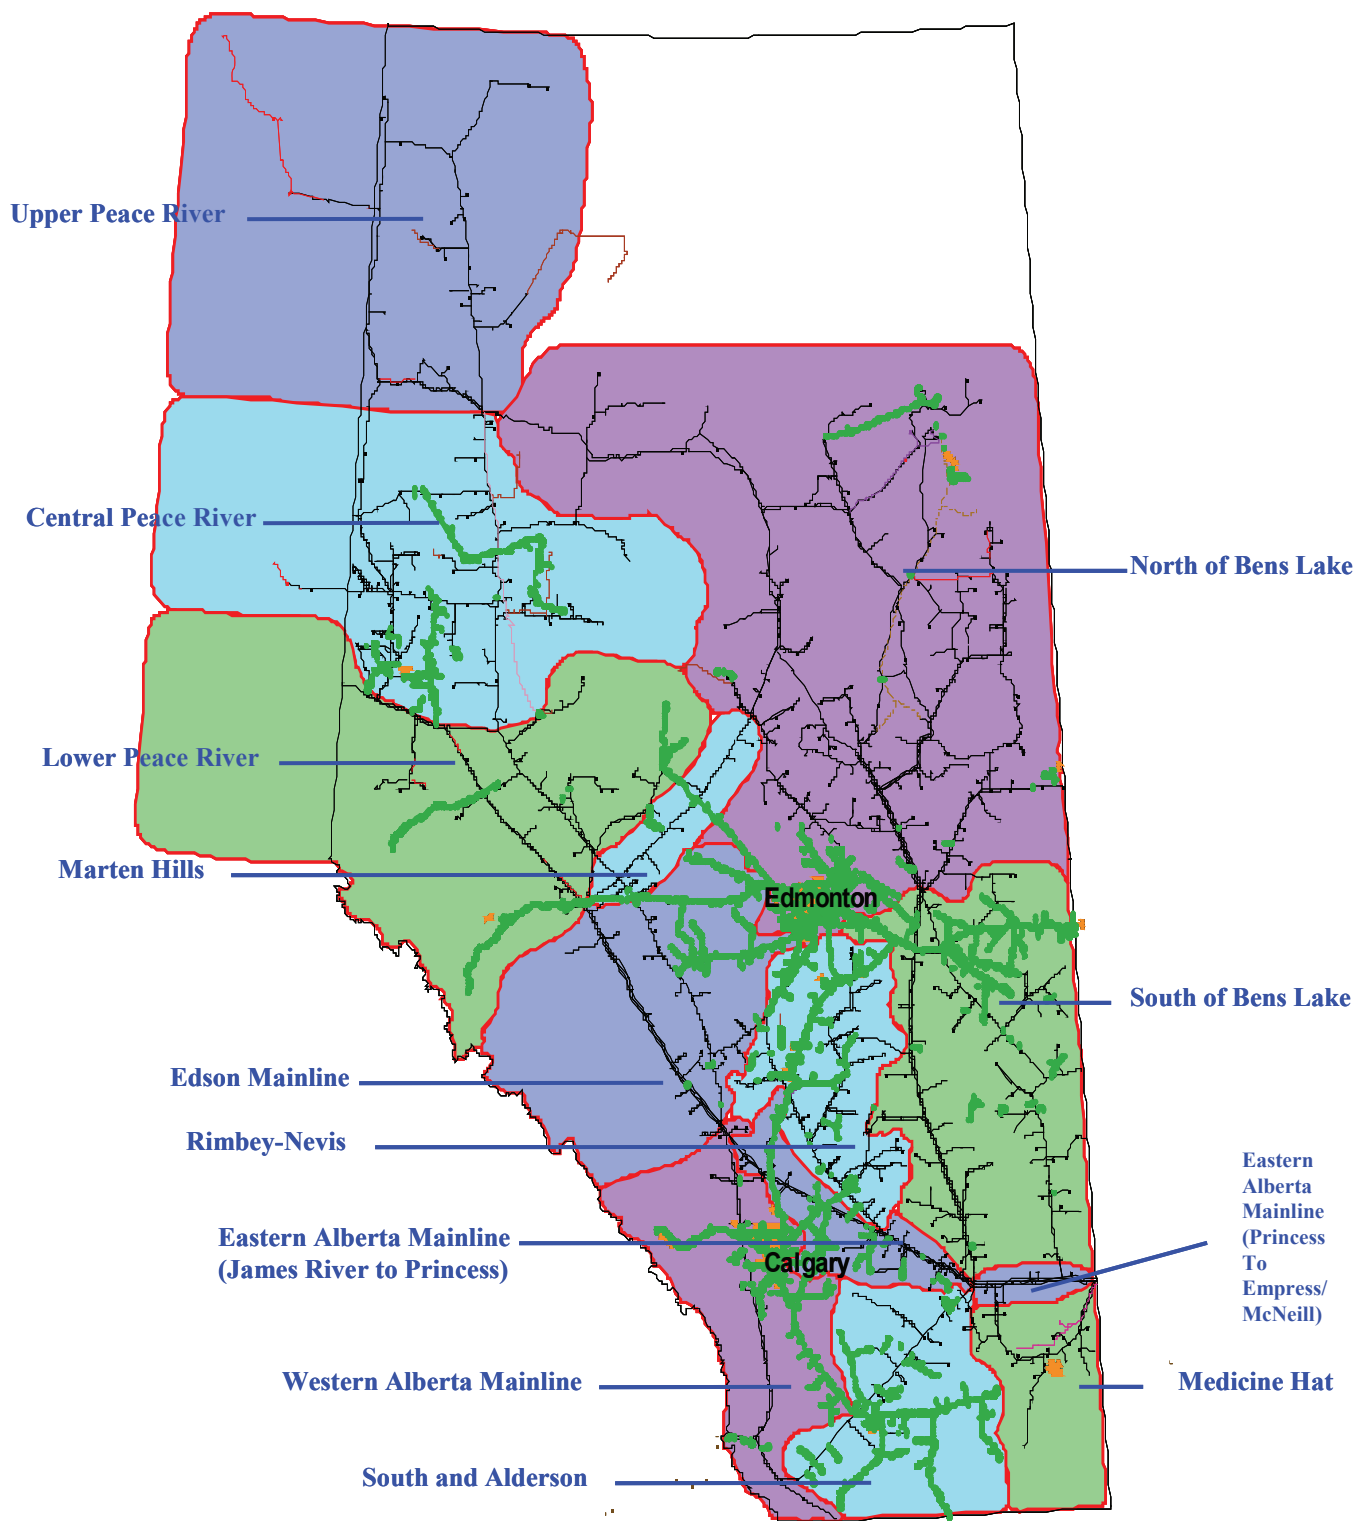 Upper Peace River
Central Peace River
North of Bens Lake
Lower Peace River
Marten Hills
Edmonton
South of Bens Lake
Edson Mainline
Rimbey-Nevis
Eastern
Alberta
Mainline
(Princess
To
Empress/
McNeill)
Eastern Alberta Mainline
(James River to Princess)
Calgary
Western Alberta Mainline
Medicine Hat
South and Alderson